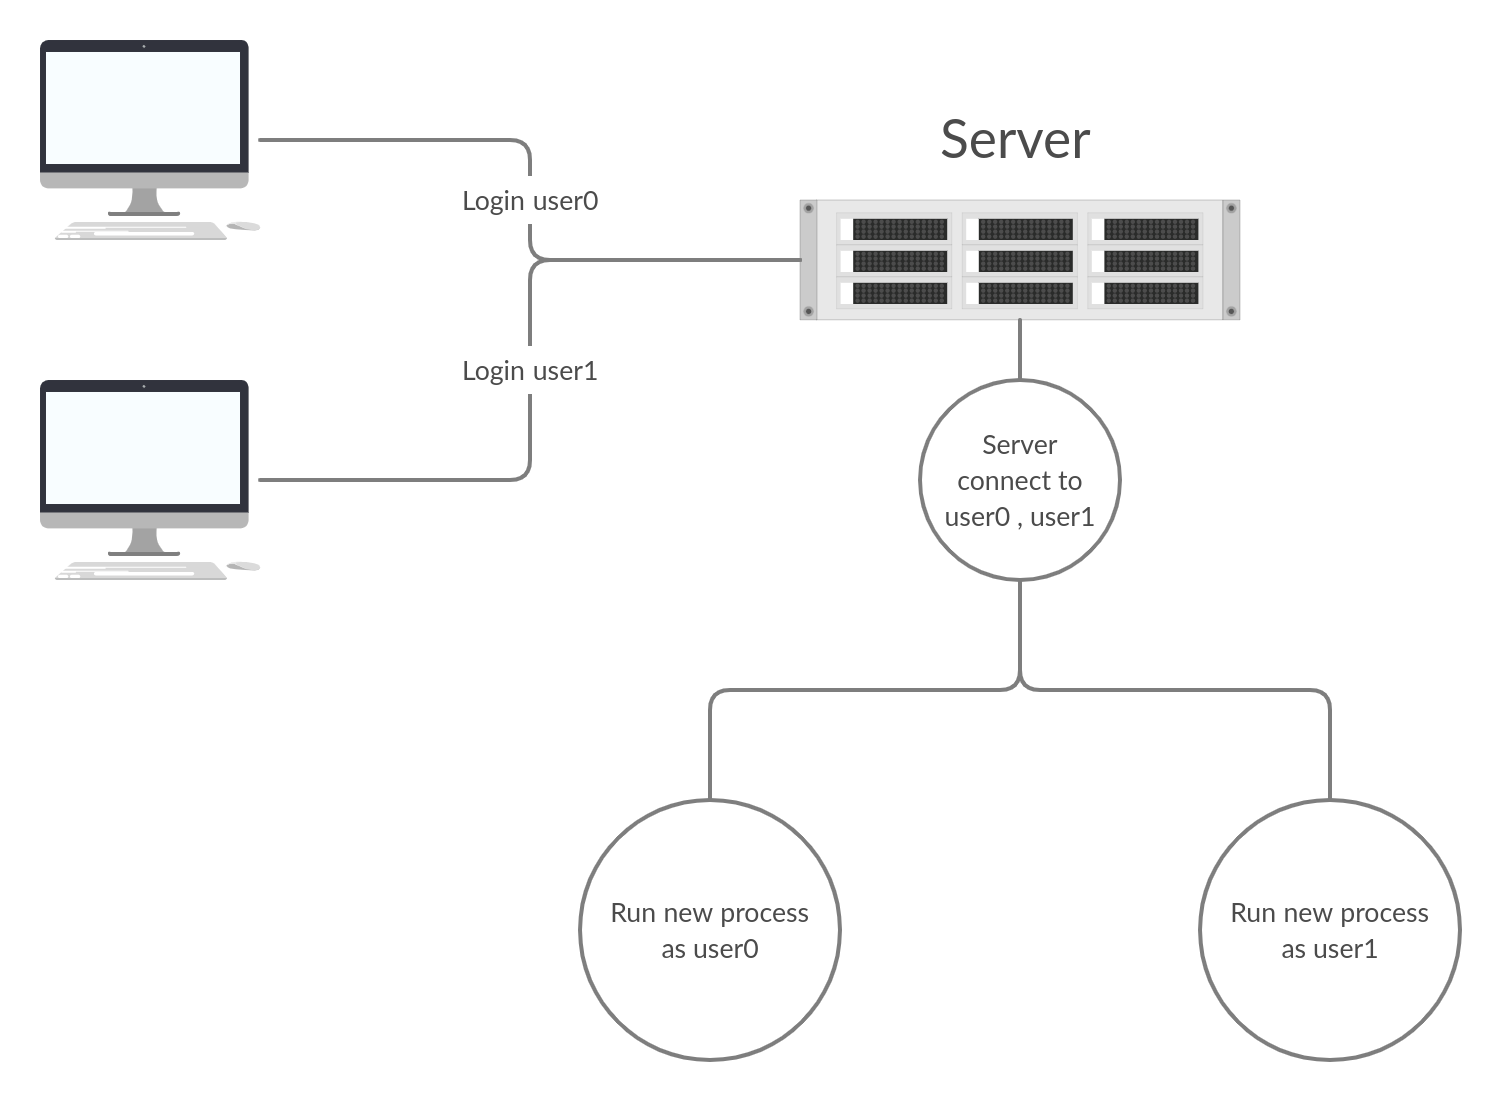 Server
Login user0
Login user1
Server
connect to
user0 , user1
Run new process
as user0
Run new process
as user1